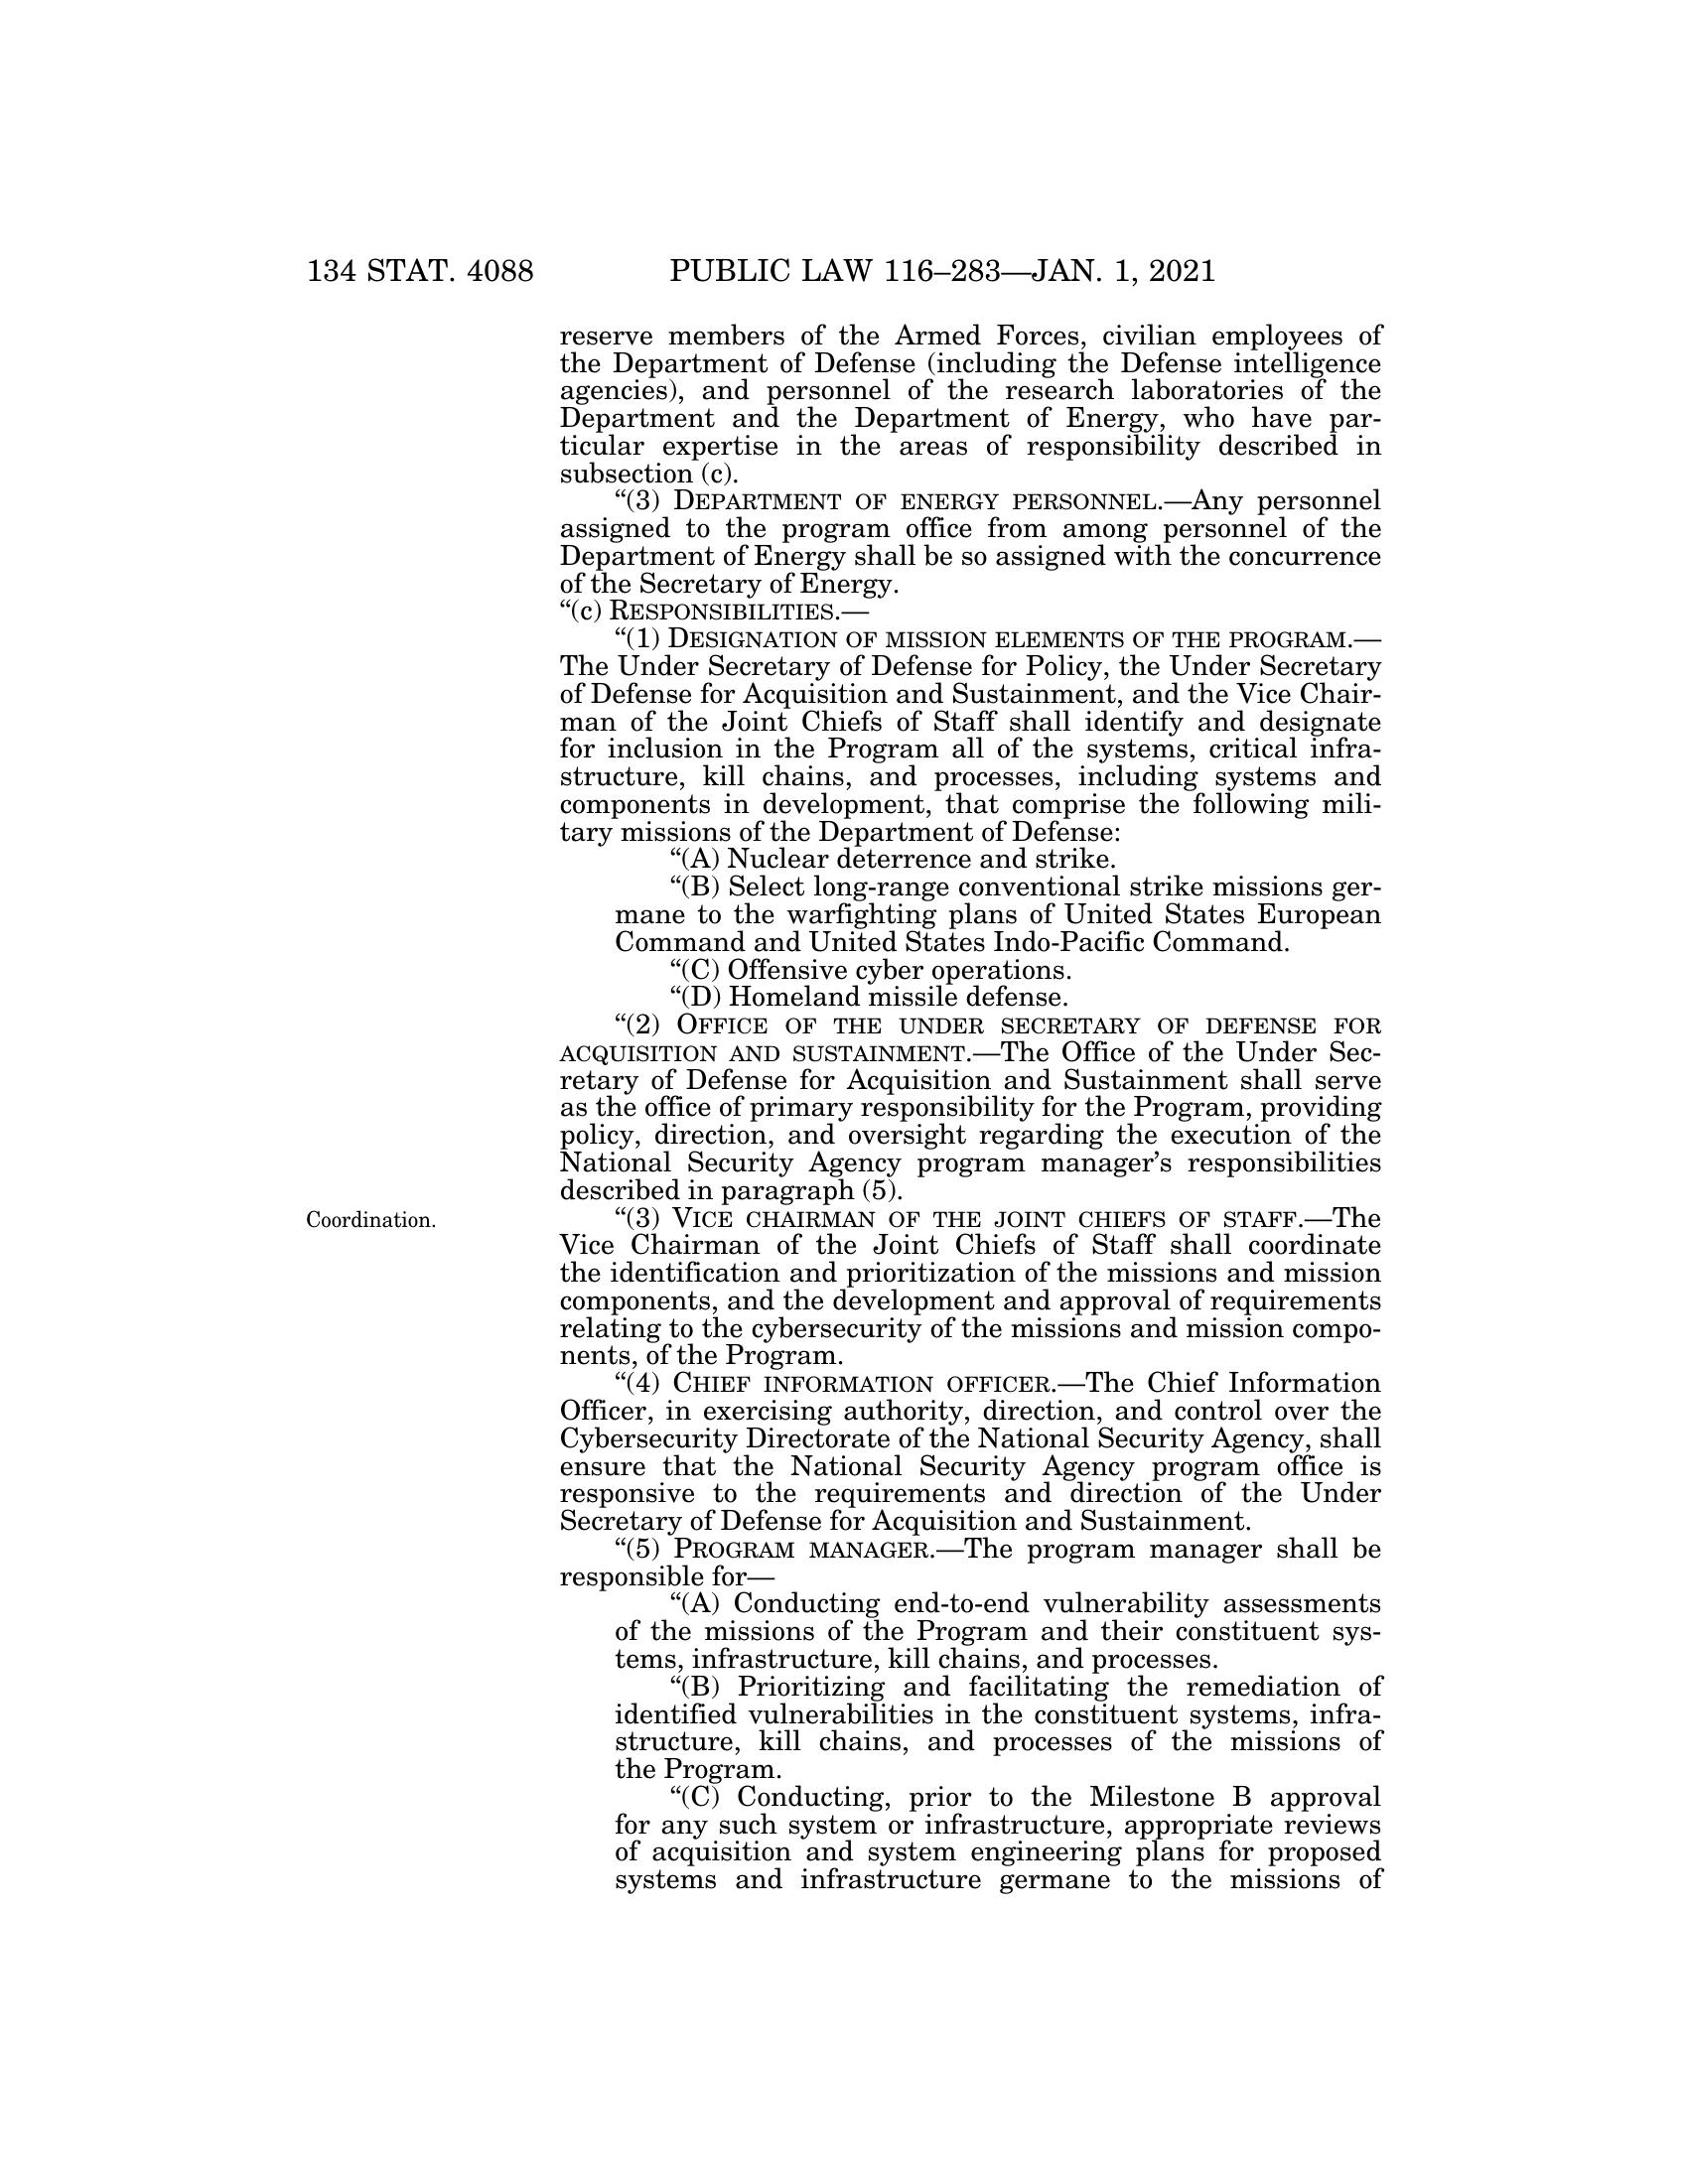 134 STAT. 4088 PUBLIC LAW 116–283—JAN. 1, 2021
reserve members of the Armed Forces, civilian employees of
the Department of Defense (including the Defense intelligence
agencies), and personnel of the research laboratories of the
Department and the Department of Energy, who have par-
ticular expertise in the areas of responsibility described in
subsection (c).
“(3) DEPARTMENT OF ENERGY PERSONNEL.—Any personnel
assigned to the program office from among personnel of the
Department of Energy shall be so assigned with the concurrence
of the Secretary of Energy.
“(c) RESPONSIBILITIES.—
“(1) DESIGNATION OF MISSION ELEMENTS OF THE PROGRAM.—
The Under Secretary of Defense for Policy, the Under Secretary
of Defense for Acquisition and Sustainment, and the Vice Chair-
man of the Joint Chiefs of Staff shall identify and designate
for inclusion in the Program all of the systems, critical infra-
structure, kill chains, and processes, including systems and
components in development, that comprise the following mili-
tary missions of the Department of Defense:
“(A) Nuclear deterrence and strike.
“(B) Select long-range conventional strike missions ger-
mane to the warfighting plans of United States European
Command and United States Indo-Pacific Command.
“(C) Offensive cyber operations.
“(D) Homeland missile defense.
“(2) OFFICE OF THE UNDER SECRETARY OF DEFENSE FOR
ACQUISITION AND SUSTAINMENT.—The Office of the Under Sec-
retary of Defense for Acquisition and Sustainment shall serve
as the office of primary responsibility for the Program, providing
policy, direction, and oversight regarding the execution of the
National Security Agency program manager’s responsibilities
described in paragraph (5).
Coordination.
“(3) VICE CHAIRMAN OF THE JOINT CHIEFS OF STAFF.—The
Vice Chairman of the Joint Chiefs of Staff shall coordinate
the identification and prioritization of the missions and mission
components, and the development and approval of requirements
relating to the cybersecurity of the missions and mission compo-
nents, of the Program.
“(4) CHIEF INFORMATION OFFICER.—The Chief Information
Officer, in exercising authority, direction, and control over the
Cybersecurity Directorate of the National Security Agency, shall
ensure that the National Security Agency program office is
responsive to the requirements and direction of the Under
Secretary of Defense for Acquisition and Sustainment.
“(5) PROGRAM MANAGER.—The program manager shall be
responsible for—
“(A) Conducting end-to-end vulnerability assessments
of the missions of the Program and their constituent sys-
tems, infrastructure, kill chains, and processes.
“(B) Prioritizing and facilitating the remediation of
identified vulnerabilities in the constituent systems, infra-
structure, kill chains, and processes of the missions of
the Program.
“(C) Conducting, prior to the Milestone B approval
for any such system or infrastructure, appropriate reviews
of acquisition and system engineering plans for proposed
systems and infrastructure germane to the missions of